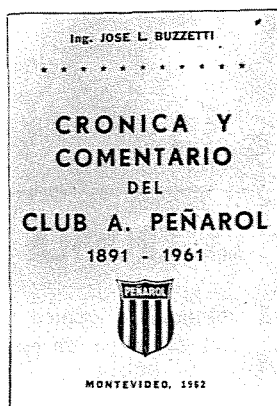 Ing. JOSE L. BUZZETTI
* * * * * * * * * * *
CRONICA Y
COMENTARIO
DEL
CLUB A. PEÑAROL
1891 - 1961
PEÑAROL
MONTEVIDEO, 1962